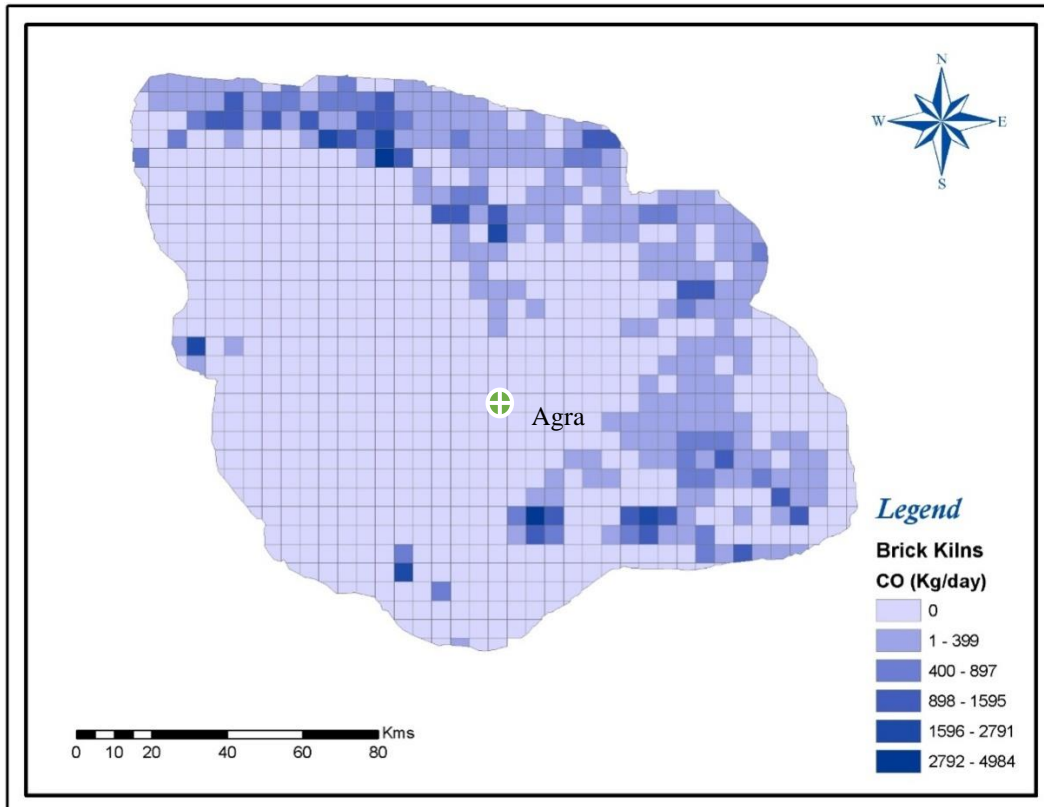 N
W E
S
Agra
Legend
Brick Kilns
CO (Kg/day)
0
1 - 399
400 - 897
898 - 1595
1596 - 2791
2792 - 4984
Kms
0 10 20 40 60 80